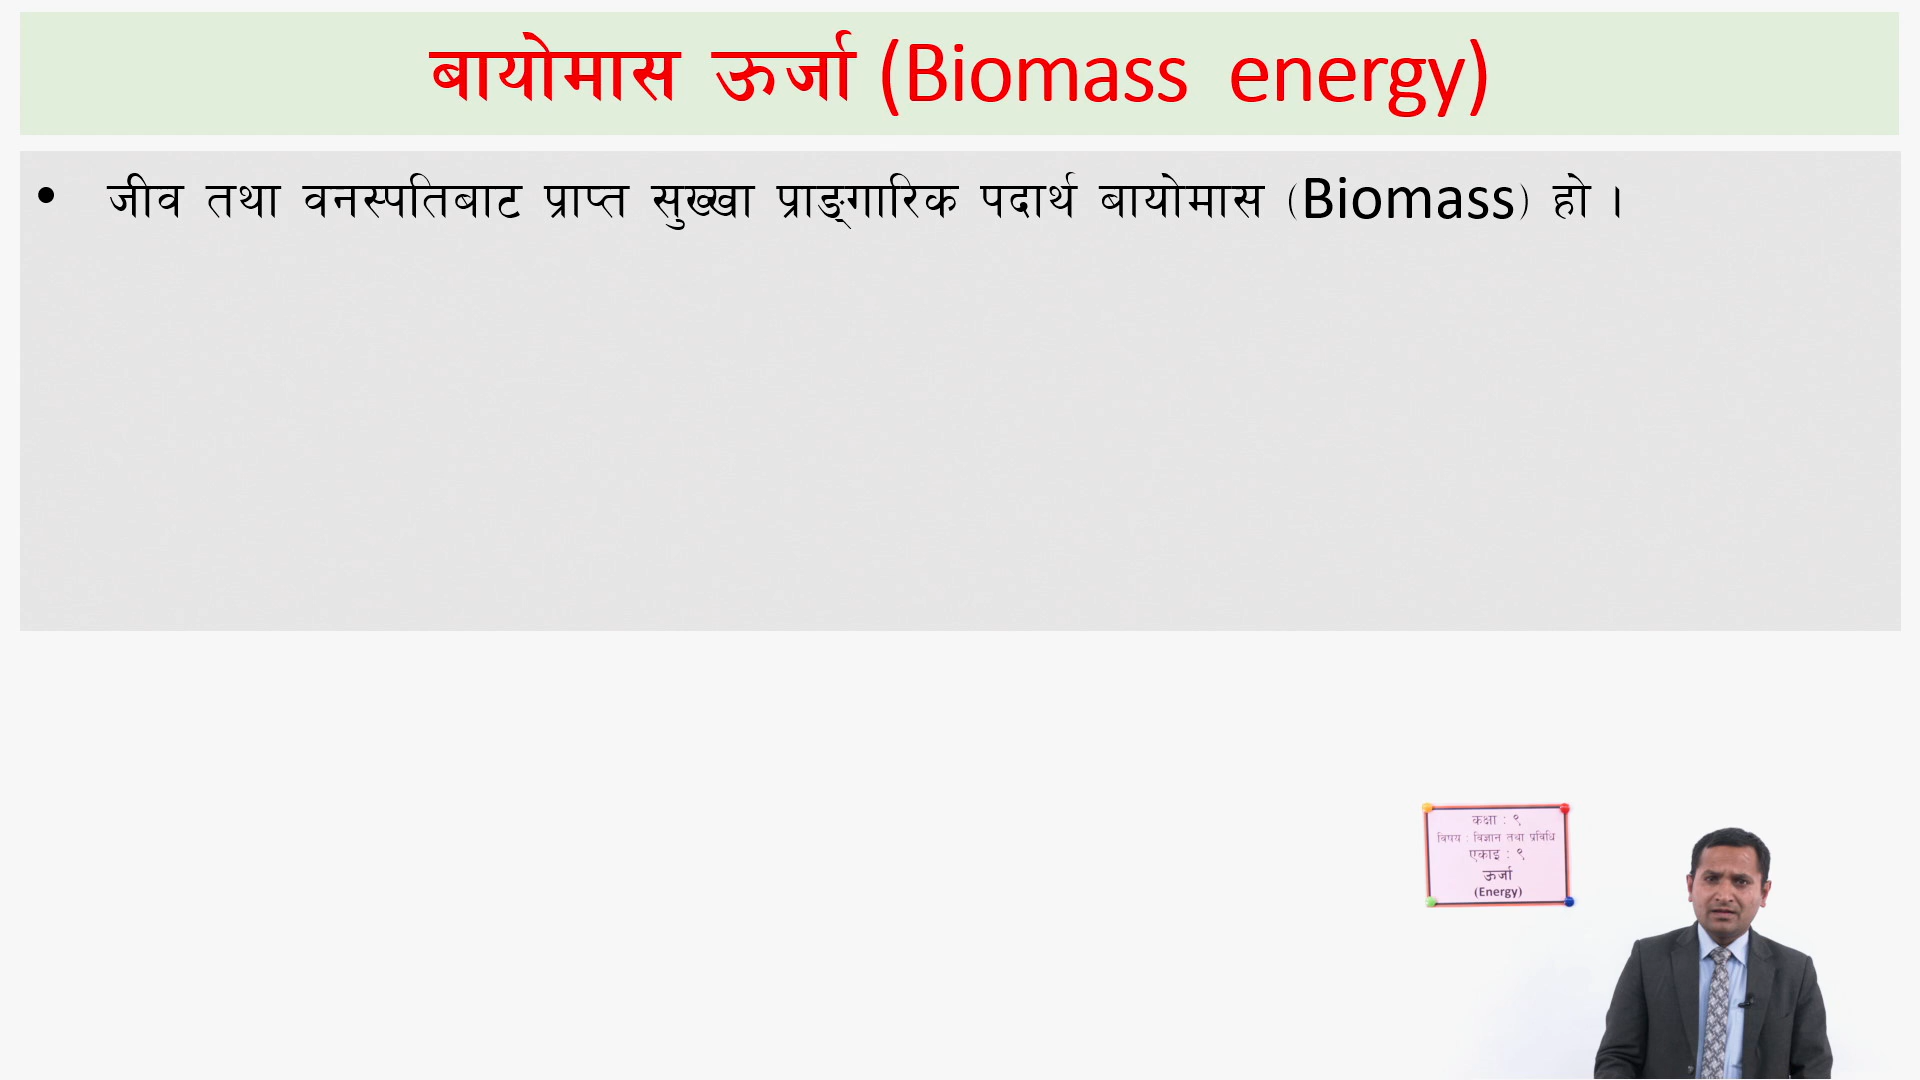 बायोमास ऊर्जा (Biomass energy)
• जीव तथा वनस्पतिबाट प्राप्त सुख्खा प्राङ्गारिक पदार्थ बायोमास (Biomass) हो ।
कक्षा : ९
विषय : विज्ञान तथा प्रविधि
एकाइ : ९
ऊर्जा
(Energy)